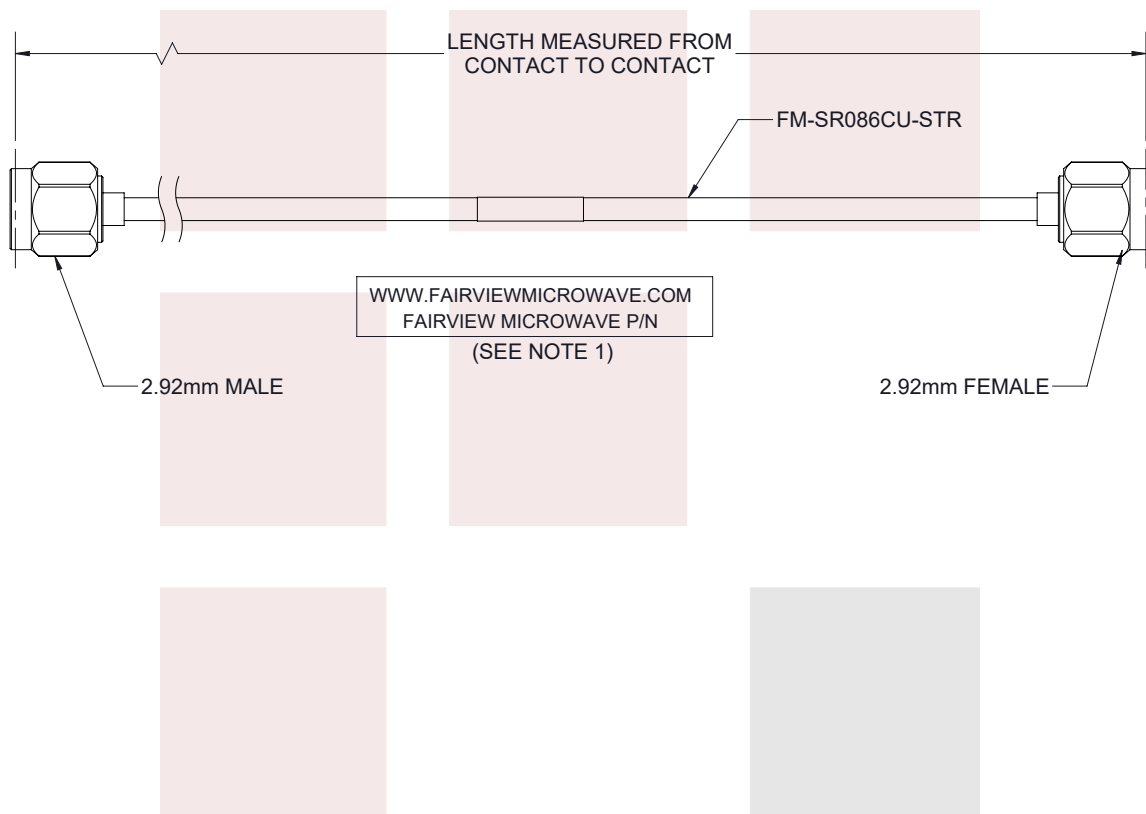 LENGTH MEASURED FROM
CONTACT TO CONTACT
FM-SR086CU-STR
WWW.FAIRVIEWMICROWAVE.COM
FAIRVIEW MICROWAVE P/N
(SEE NOTE 1)
2.92mm MALE
2.92mm FEMALE